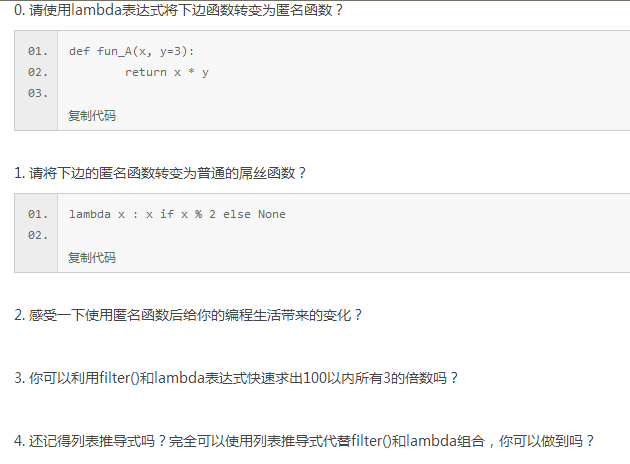 0. 请使用lambda表达式将下边函数转变为匿名函数？
01. def fun_A(x, y=3):
02. return x * y
03.
复制代码
1. 请将下边的匿名函数转变为普通的屌丝函数？
01. lambda x : x if x % 2 else None
02.
复制代码
2. 感受一下使用匿名函数后给你的编程生活带来的变化？
3. 你可以利用filter()和lambda表达式快速求出100以内所有3的倍数吗？
4. 还记得列表推导式吗？完全可以使用列表推导式代替filter()和lambda组合，你可以做到吗？